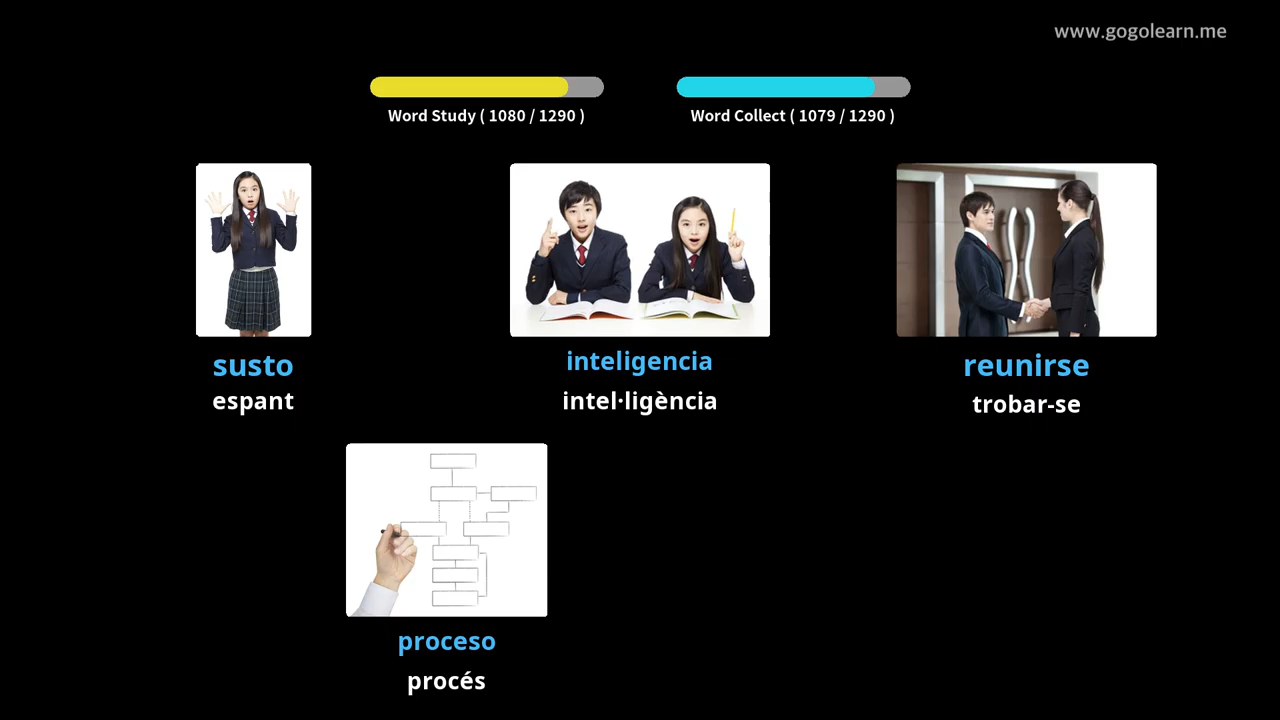 www.gogolearn.me
Word Study ( 1080 / 1290 )
Word Collect ( 1079 / 1290 )
susto
espant
inteligencia
intel·ligència
reunirse
trobar-se
proceso
procés